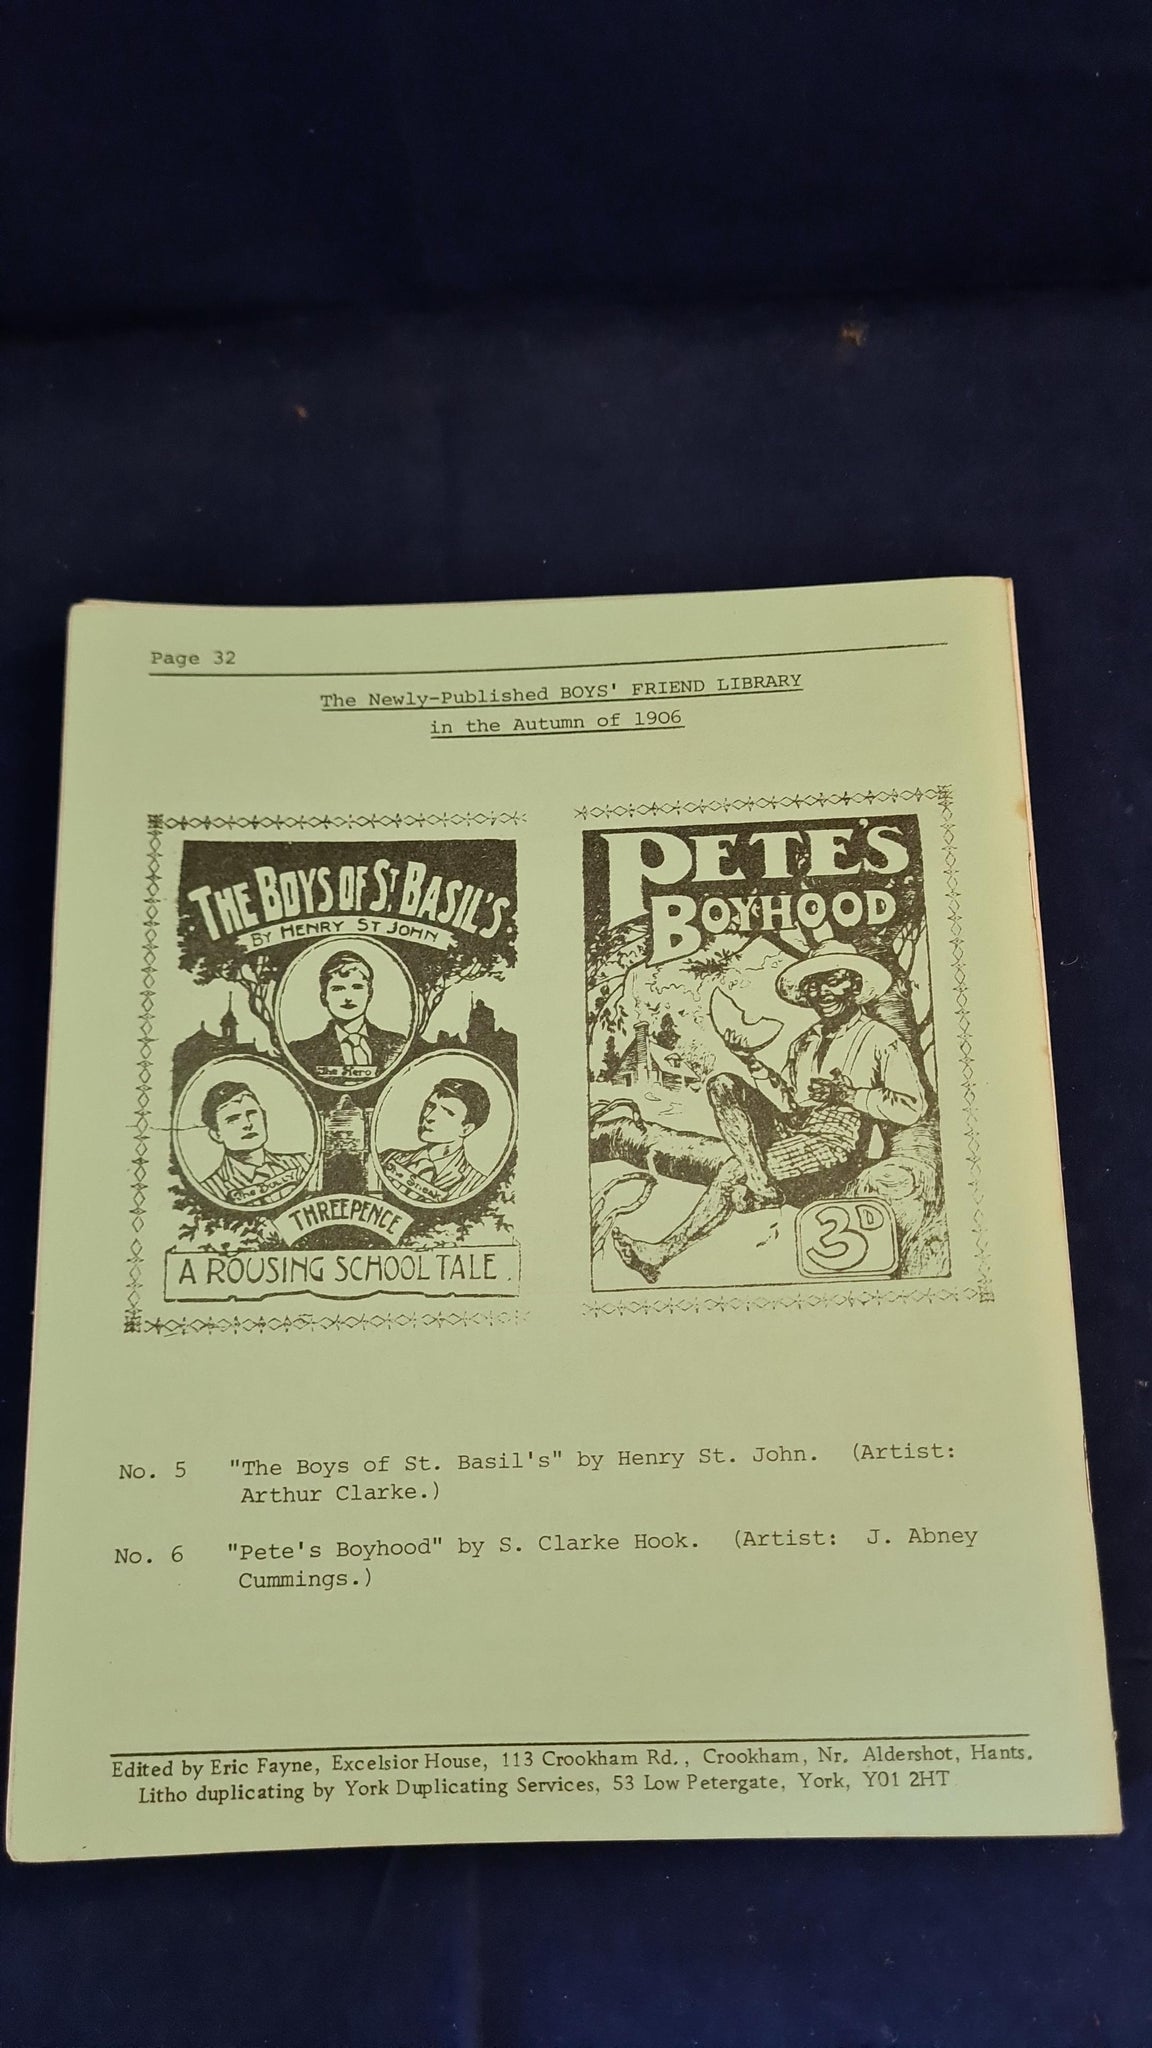 Page 32
The Newly-Published BOYS' FRIEND LIBRARY
in the Autumn of 1906
THE BOYS OF ST BASIL'S
BY HENRY ST JOHN
The Hero
The Bully
The Sneak
THREEPENCE
A ROUSING SCHOOL TALE.
PETE'S
BOYHOOD
3D
No. 5 "The Boys of St. Basil's" by Henry St. John. (Artist:
Arthur Clarke.)
No. 6 "Pete's Boyhood" by S. Clarke Hook. (Artist: J. Abney
Cummings.)
Edited by Eric Fayne, Excelsior House, 113 Crookham Rd., Crookham, Nr. Aldershot, Hants.
Litho duplicating by York Duplicating Services, 53 Low Petergate, York, YO1 2HT